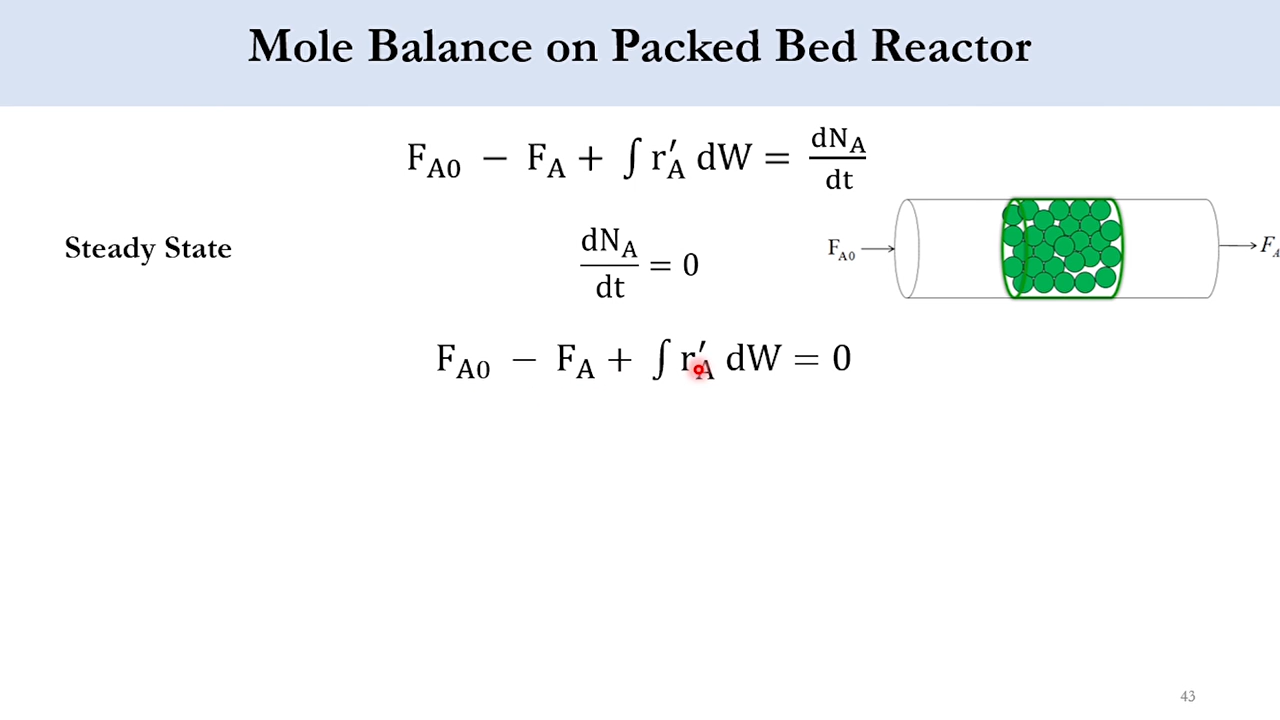 Mole Balance on Packed Bed Reactor
F_A0 − F_A + ∫ r′_A dW = dN_A/dt
Steady State
dN_A/dt = 0
F_A0
F_A
F_A0 − F_A + ∫ r′_A dW = 0
43